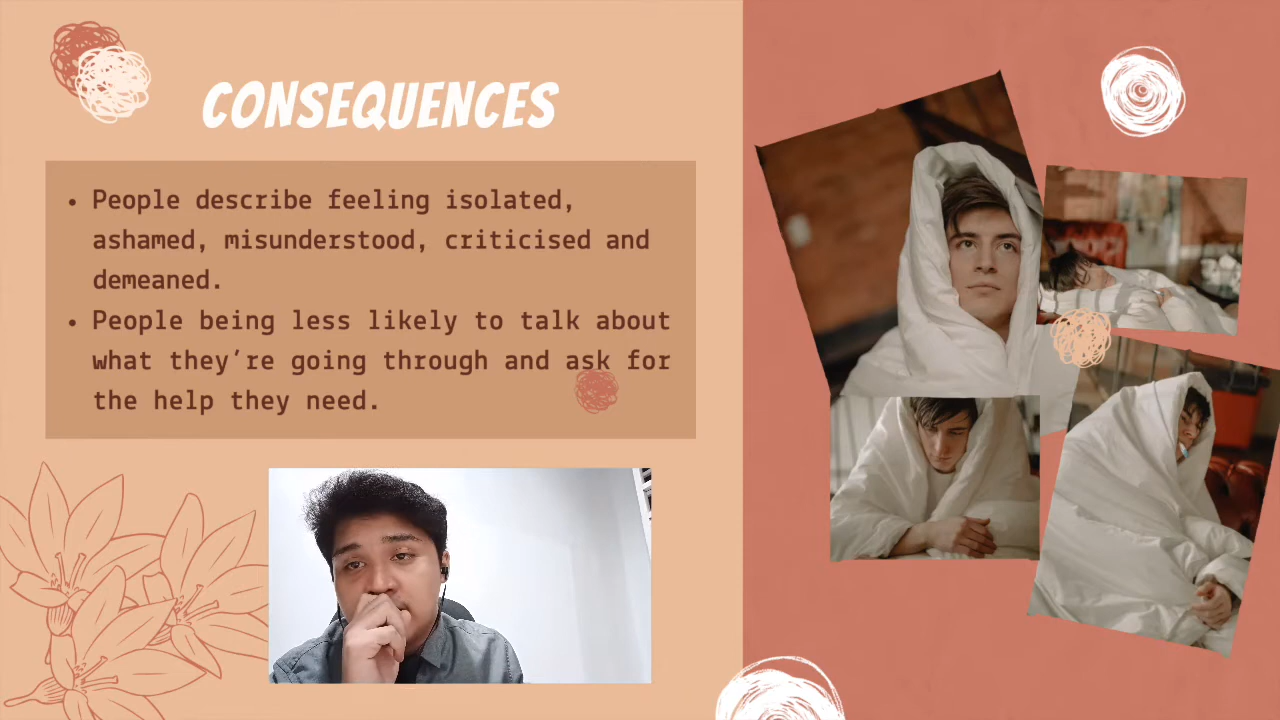 CONSEQUENCES
• People describe feeling isolated,
ashamed, misunderstood, criticised and
demeaned.
• People being less likely to talk about
what they're going through and ask for
the help they need.